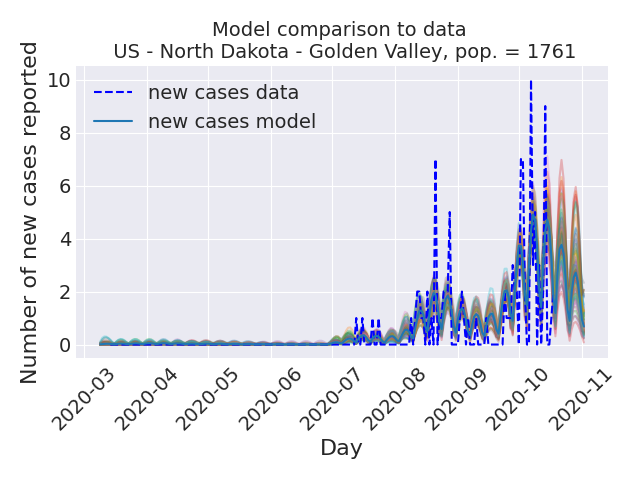 Model comparison to data
US - North Dakota - Golden Valley, pop. = 1761
Number of new cases reported
10
8
6
4
2
0
new cases data
new cases model
2020-03
2020-04
2020-05
2020-06
2020-07
2020-08
2020-09
2020-10
2020-11
Day